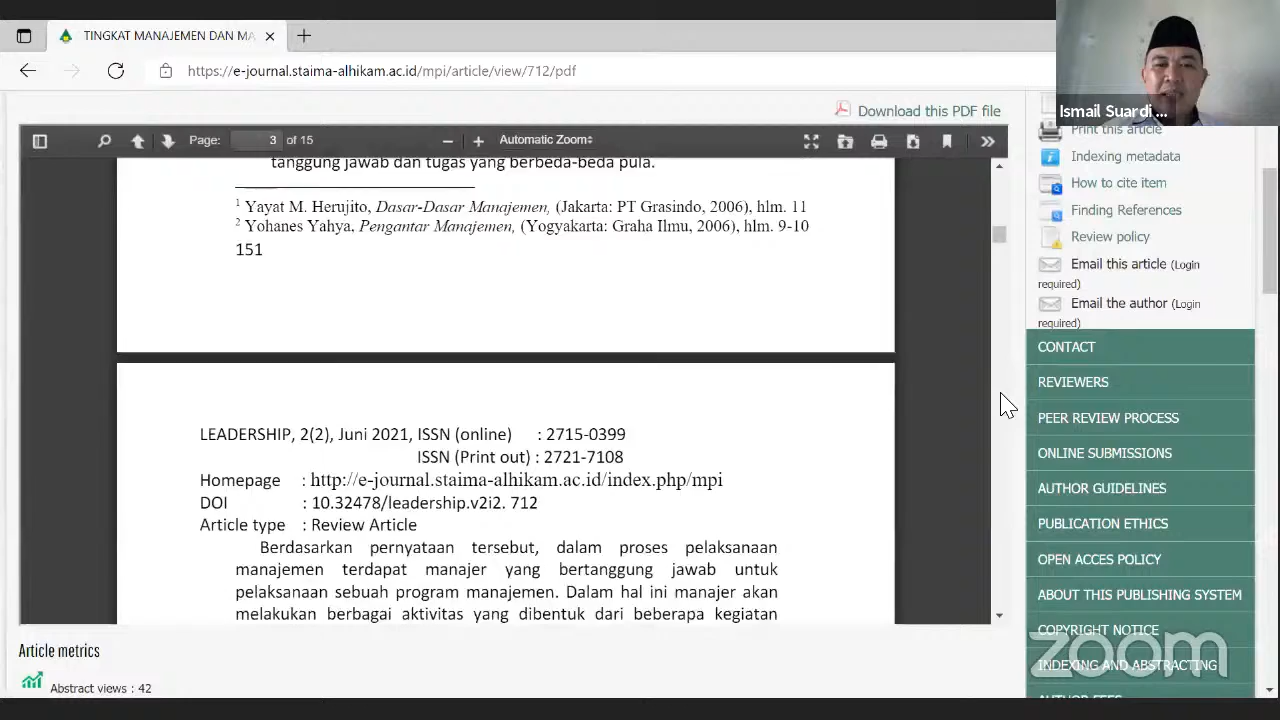 TINGKAT MANAJEMEN DAN MA
https://e-journal.staima-alhikam.ac.id/mpi/article/view/712/pdf
Ismail Suardi ...
Download this PDF file
Page: 3 of 15
Automatic Zoom
tanggung jawab dan tugas yang berbeda-beda pula.
1 Yayat M. Herujito, Dasar-Dasar Manajemen, (Jakarta: PT Grasindo, 2006), hlm. 11
2 Yohanes Yahya, Pengantar Manajemen, (Yogyakarta: Graha Ilmu, 2006), hlm. 9-10
151
LEADERSHIP, 2(2), Juni 2021, ISSN (online) : 2715-0399
ISSN (Print out) : 2721-7108
Homepage : http://e-journal.staima-alhikam.ac.id/index.php/mpi
DOI : 10.32478/leadership.v2i2. 712
Article type : Review Article
Berdasarkan pernyataan tersebut, dalam proses pelaksanaan
manajemen terdapat manajer yang bertanggung jawab untuk
pelaksanaan sebuah program manajemen. Dalam hal ini manajer akan
melakukan berbagai aktivitas yang dibentuk dari beberapa kegiatan
Article metrics
Abstract views : 42
Print this article
Indexing metadata
How to cite item
Finding References
Review policy
Email this article (Login
required)
Email the author (Login
required)
CONTACT
REVIEWERS
PEER REVIEW PROCESS
ONLINE SUBMISSIONS
AUTHOR GUIDELINES
PUBLICATION ETHICS
OPEN ACCES POLICY
ABOUT THIS PUBLISHING SYSTEM
COPYRIGHT NOTICE
INDEXING AND ABSTRACTING
AUTHOR FEES
zoom